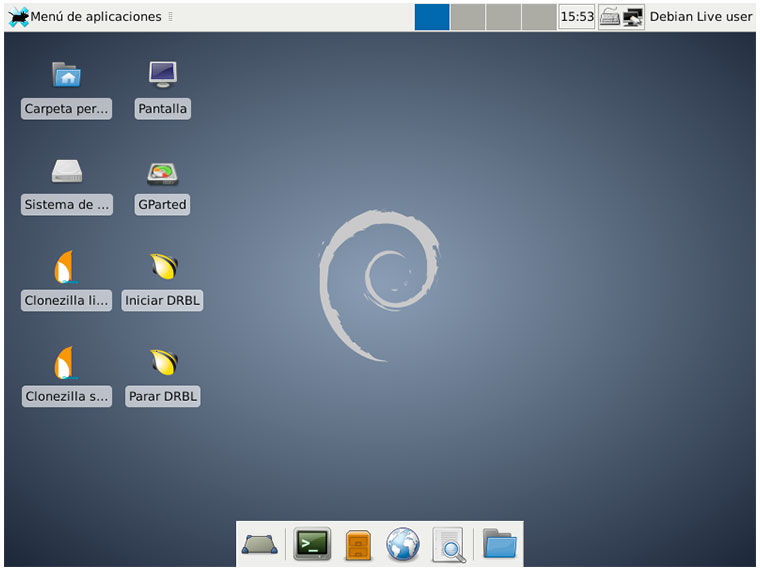 Menú de aplicaciones
15:53
Debian Live user
Carpeta per...
Pantalla
Sistema de ...
GParted
Clonezilla li...
Iniciar DRBL
Clonezilla s...
Parar DRBL
>_